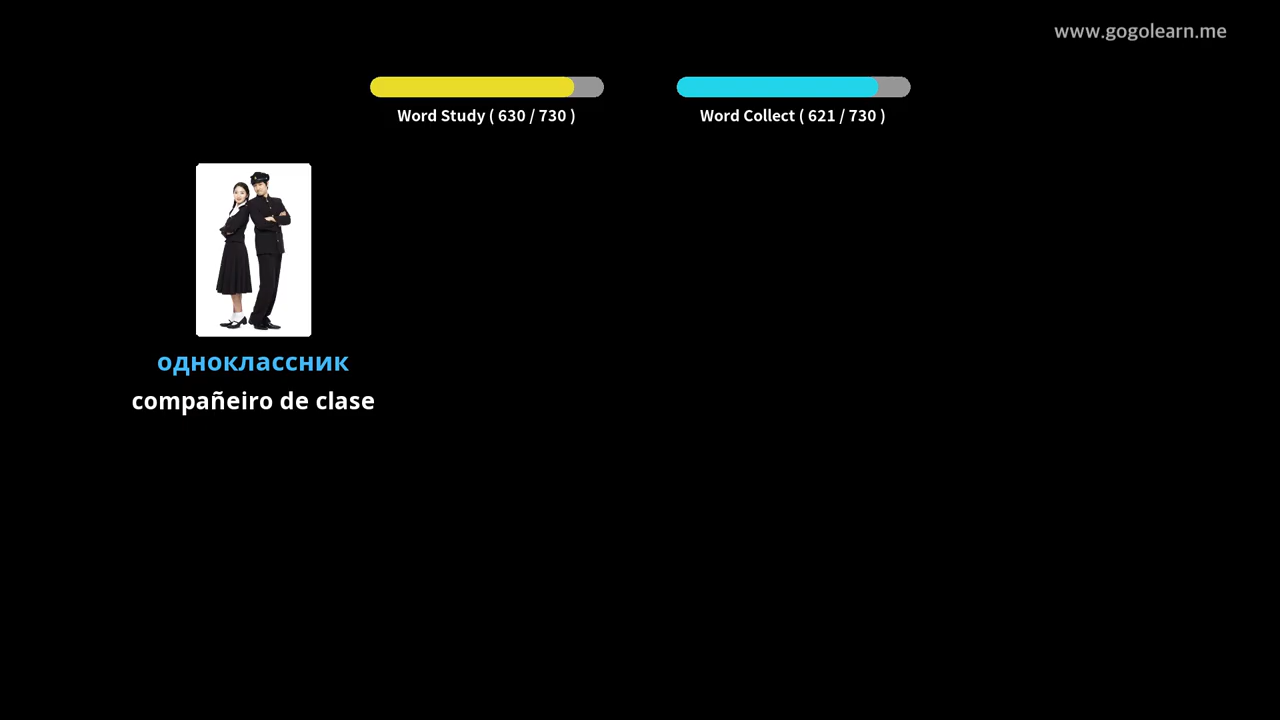 www.gogolearn.me
Word Study ( 630 / 730 )
Word Collect ( 621 / 730 )
одноклассник
compañeiro de clase